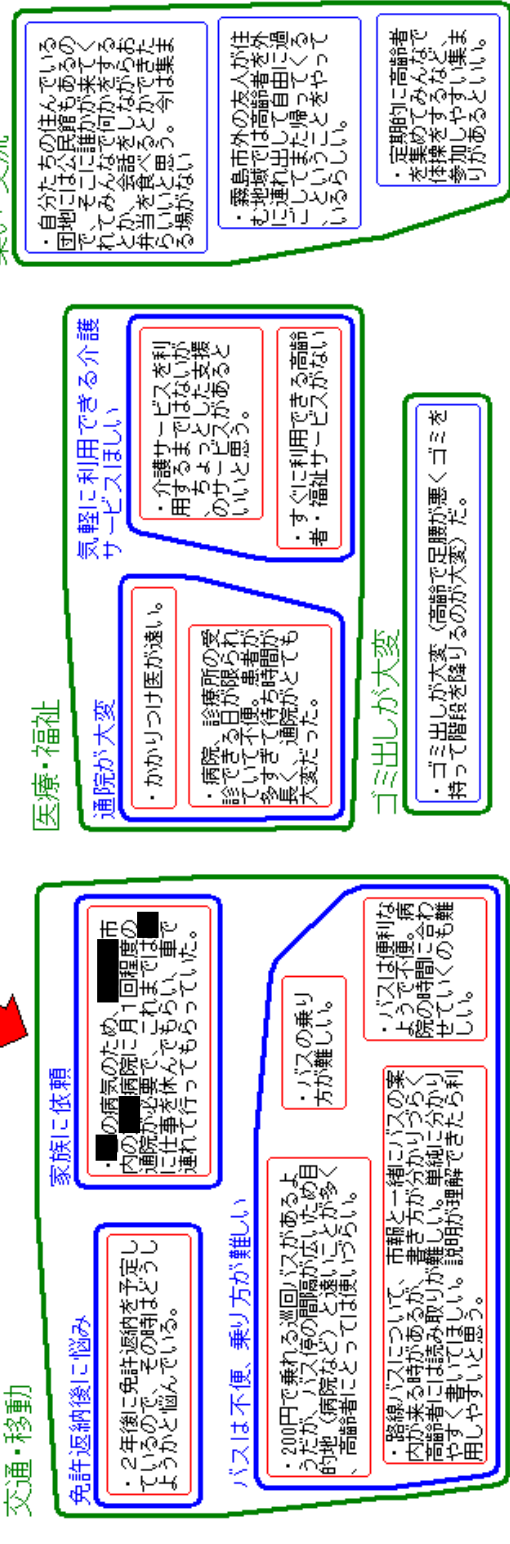 交通・移動
免許返納後に悩み
・２年後に免許返納を予定し
ているので、その時はどうし
ようかと悩んでいる。
家族に依頼
・の病気のため、市
内の病院に月１回程度の
通院が必要で、これまでは
に仕事を休んでもらい、車で
連れて行ってもらっていた。
バスは不便、乗り方が難しい
・200円で乗れる巡回バスがあるよ
うだが、バス停の間隔が広いため目
的地（病院など）と遠いことが多く
、高齢者にとっては使いづらい。
・バスの乗り
方が難しい。
・路線バスについて、市報と一緒にバスの案
内が来る時があるが、書き方が分かりづらく
高齢者には読み取りが難しい。単純に分かり
やすく書いてほしい。説明が理解できたら利
用しやすいと思う。
・バスは便利な
ようで不便。病
院の時間に合わ
せていくのも難
しい。
医療・福祉
通院が大変
・かかりつけ医が遠い。
・病院、診療所の受
診できる日が限られ
ていて不便。患者が
多すぎて待ち時間が
長く、通院がとても
大変だった。
気軽に利用できる介護
サービスほしい
・介護サービスを利
用するまではないが
、ちょっとした支援
のサービスがあると
いいと思う。
・すぐに利用できる高齢
者・福祉サービスがない
ゴミ出しが大変
・ゴミ出しが大変（高齢で足腰が悪くゴミを
持って階段を降りるのが大変）だ。
・自分たちの住んでいる
団地には公民館もあるの
で、そこに誰かが来てく
れてみんなで何かするお
とか、会話をしながらた
弁当を食べるとかできた
らいいと思う。今は集ま
る場がない
・霧島市外の友人が住
む地域では高齢者を外
に連れ出して自由に過
ごしてまた帰ってくる
ということをやって
いるらしい。
・定期的に高齢者
を集めてみんなで
体操をするなど、
参加しやすい集ま
りがあるといい。